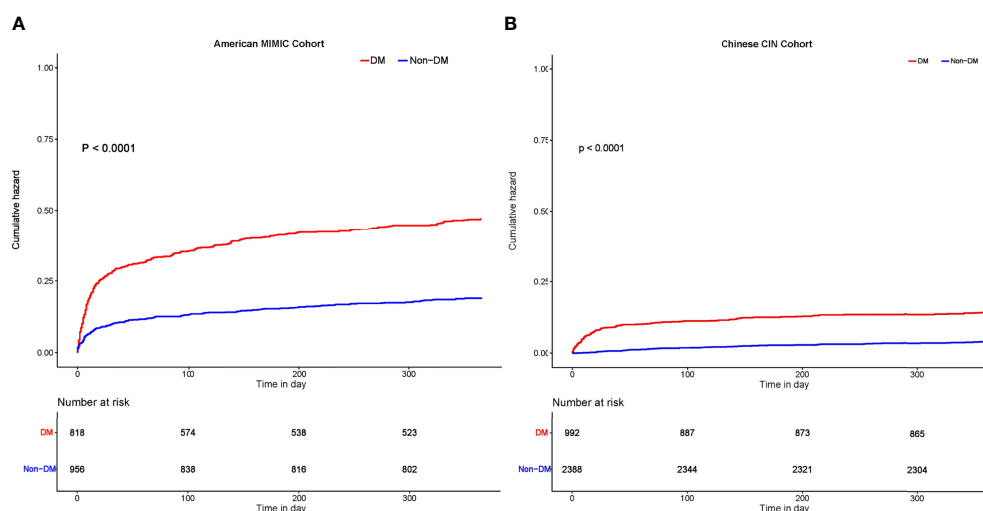 A
American MIMIC Cohort
DM Non-DM
1.00
0.75
0.50
0.25
0.00
Cumulative hazard
P < 0.0001
0 100 200 300
Time in day
Number at risk
DM 818 574 538 523
Non-DM 956 838 816 802
0 100 200 300
Time in day
B
Chinese CIN Cohort
DM Non-DM
1.00
0.75
0.50
0.25
0.00
Cumulative hazard
p < 0.0001
0 100 200 300
Time in day
Number at risk
DM 992 887 873 865
Non-DM 2388 2344 2321 2304
0 100 200 300
Time in day